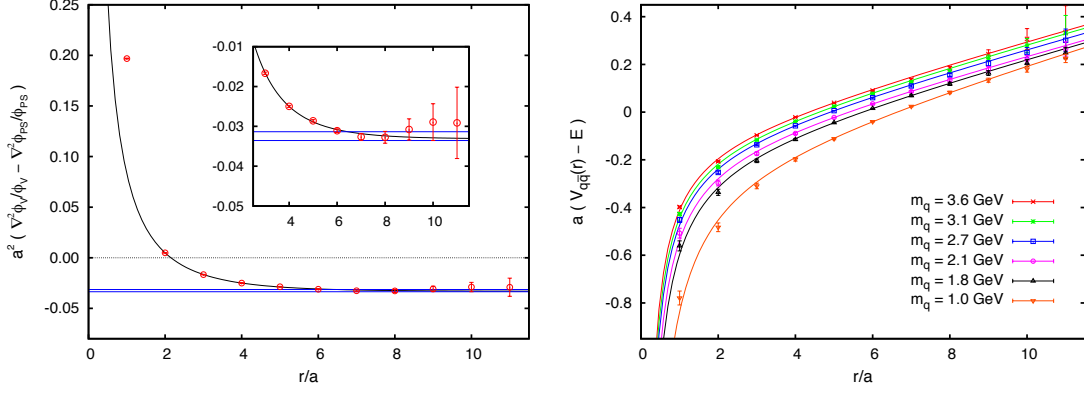 0.25
0.20
0.15
0.10
0.05
0.00
-0.05
0 2 4 6 8 10
r/a
a² ( ∇²ϕ_V/ϕ_V − ∇²ϕ_PS/ϕ_PS)
-0.01
-0.02
-0.03
-0.04
-0.05
4 6 8 10
0.4
0.2
0
-0.2
-0.4
-0.6
-0.8
0 2 4 6 8 10
r/a
a ( V_qq̄(r) − E )
m_q = 3.6 GeV
m_q = 3.1 GeV
m_q = 2.7 GeV
m_q = 2.1 GeV
m_q = 1.8 GeV
m_q = 1.0 GeV